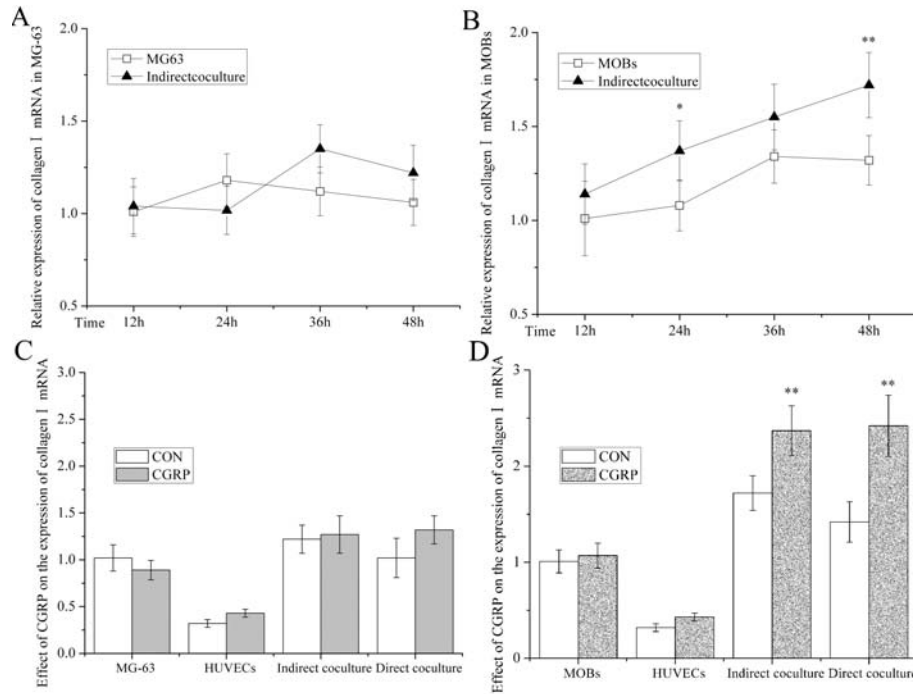 A
Relative expression of collagen Ⅰ mRNA in MG-63
2.0
1.5
1.0
0.5
MG63
Indirectcoculture
Time
12h
24h
36h
48h
B
Relative expression of collagen Ⅰ mRNA in MOBs
2.0
1.5
1.0
0.5
MOBs
Indirectcoculture
*
**
Time
12h
24h
36h
48h
C
Effect of CGRP on the expression of collagen Ⅰ mRNA
3.0
2.5
2.0
1.5
1.0
0.5
0.0
CON
CGRP
MG-63
HUVECs
Indirect coculture
Direct coculture
D
Effect of CGRP on the expression of collagen Ⅰ mRNA
3
2
1
0
CON
CGRP
**
**
MOBs
HUVECs
Indirect coculture
Direct coculture